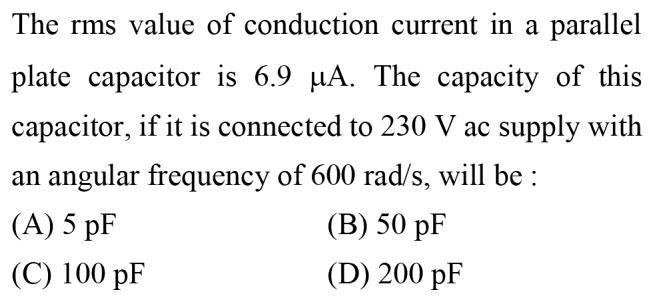 The rms value of conduction current in a parallel
plate capacitor is 6.9 μA. The capacity of this
capacitor, if it is connected to 230 V ac supply with
an angular frequency of 600 rad/s, will be :
(A) 5 pF (B) 50 pF
(C) 100 pF (D) 200 pF